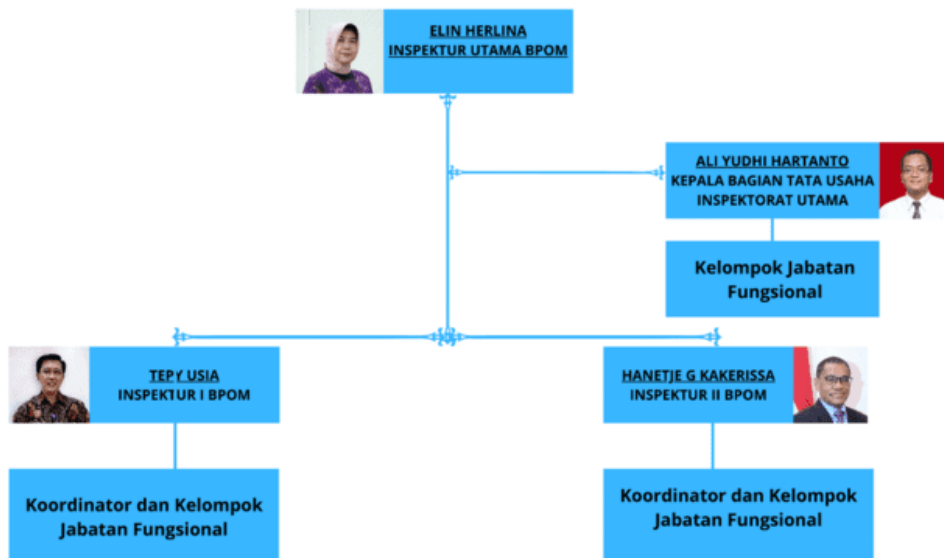 ELIN HERLINA
INSPEKTUR UTAMA BPOM
ALI YUDHI HARTANTO
KEPALA BAGIAN TATA USAHA
INSPEKTORAT UTAMA
Kelompok Jabatan
Fungsional
TEPY USIA
INSPEKTUR I BPOM
HANETJE G KAKERISSA
INSPEKTUR II BPOM
Koordinator dan Kelompok
Jabatan Fungsional
Koordinator dan Kelompok
Jabatan Fungsional